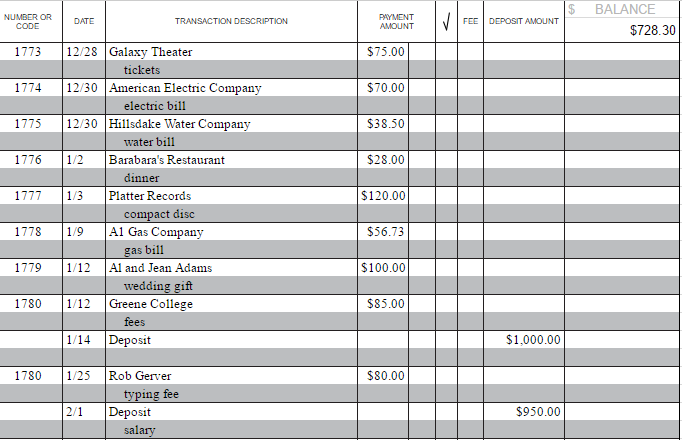 NUMBER OR CODE DATE TRANSACTION DESCRIPTION PAYMENT AMOUNT √ FEE DEPOSIT AMOUNT $ BALANCE
$728.30
1773 12/28 Galaxy Theater $75.00
tickets
1774 12/30 American Electric Company $70.00
electric bill
1775 12/30 Hillsdake Water Company $38.50
water bill
1776 1/2 Barabara's Restaurant $28.00
dinner
1777 1/3 Platter Records $120.00
compact disc
1778 1/9 A1 Gas Company $56.73
gas bill
1779 1/12 Al and Jean Adams $100.00
wedding gift
1780 1/12 Greene College $85.00
fees
1/14 Deposit $1,000.00
1780 1/25 Rob Gerver $80.00
typing fee
2/1 Deposit $950.00
salary